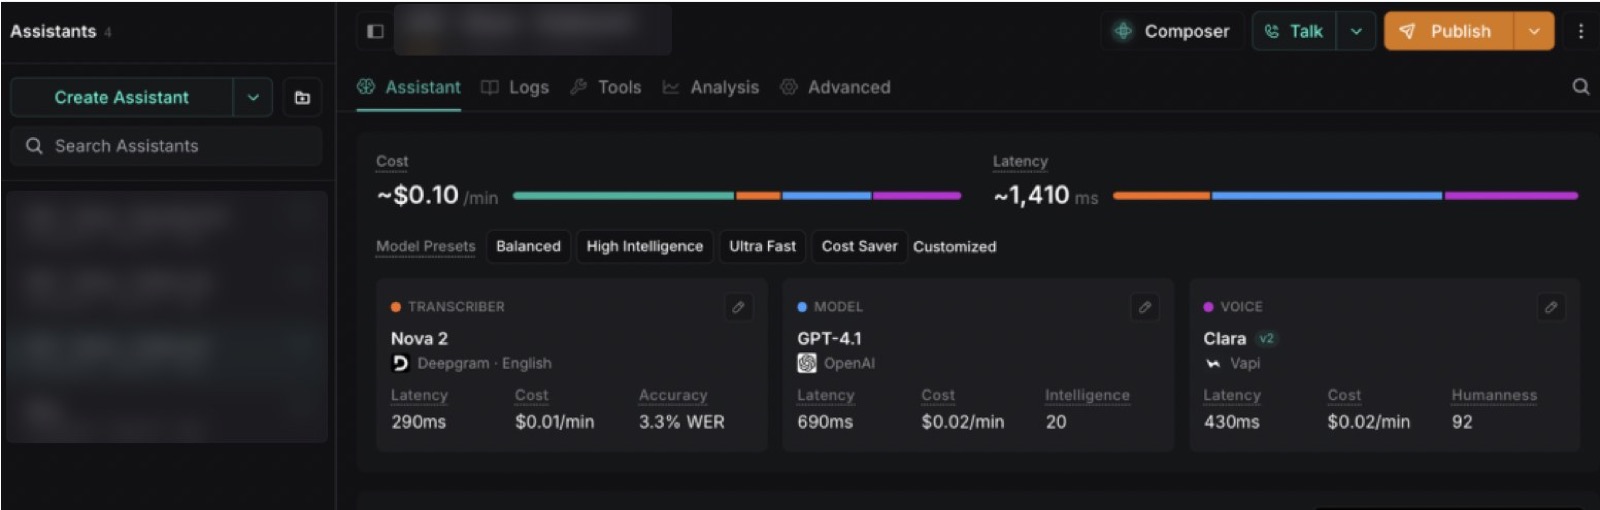 Assistants 4
Create Assistant
Search Assistants
Composer
Talk
Publish
Assistant
Logs
Tools
Analysis
Advanced
Cost
~$0.10 /min
Latency
~1,410 ms
Model Presets
Balanced
High Intelligence
Ultra Fast
Cost Saver
Customized
TRANSCRIBER
Nova 2
Deepgram · English
Latency
Cost
Accuracy
290ms
$0.01/min
3.3% WER
MODEL
GPT-4.1
OpenAI
Latency
Cost
Intelligence
690ms
$0.02/min
20
VOICE
Clara v2
Vapi
Latency
Cost
Humanness
430ms
$0.02/min
92